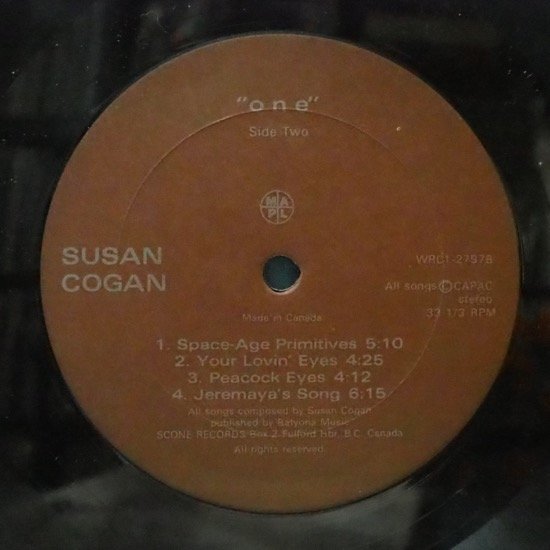 "one"
Side Two
M A
P L
SUSAN
COGAN
WRC1-2757B
All songs © CAPAC
stereo
33 1/3 RPM
Made in Canada
1. Space-Age Primitives 5:10
2. Your Lovin' Eyes 4:25
3. Peacock Eyes 4:12
4. Jeremaya's Song 6:15
All songs composed by Susan Cogan
published by Batyona Music
SCONE RECORDS Box 2 Fulford Hbr. B.C. Canada
All rights reserved.